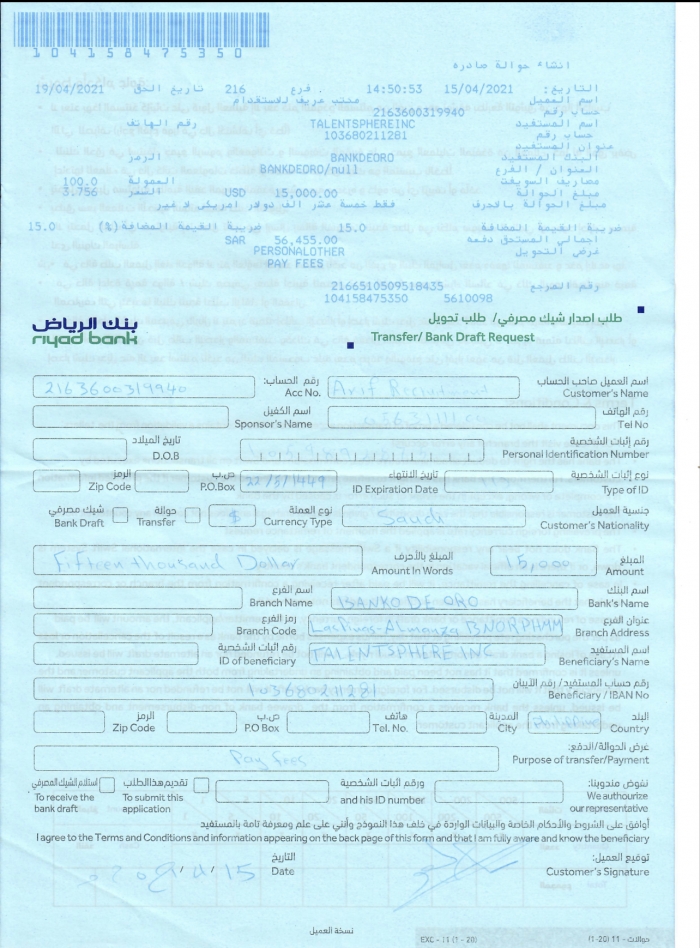 104158475350
انشاء حوالة صادره
التاريخ: 15/04/2021 14:50:53 فرع 216 تاريخ الحق 19/04/2021
اسم العميل مكتب عريف للاستقدام
حساب رقم 2163600319940
اسم المستفيد TALENTSPHEREINC رقم الهاتف
حساب رقم 103680211281
عنوان المستفيد
البنك المستفيد BANKDEORO الرمز
العنوان / الفرع BANKDEORO/null
مصاريف السويفت العمولة 100.0
مبلغ الحوالة 15,000.00 USD السعر 3.756
مبلغ الحوالة بالاحرف فقط خمسة عشر الف دولار امريكي لا غير
ضريبة القيمة المضافة 15.0 ضريبة القيمة المضافة (%) 15.0
اجمالي المستحق دفعه 56,455.00 SAR
غرض التحويل PERSONALOTHER
PAY FEES
رقم المرجع 2166510509518435
104158475350 5610098
بنك الرياض
riyad bank
طلب اصدار شيك مصرفي/ طلب تحويل
Transfer/ Bank Draft Request
اسم العميل صاحب الحساب Arif Recruitment رقم الحساب: 2163600319940
Customer's Name Acc No.
رقم الهاتف اسم الكفيل
Tel No Sponsor's Name
رقم إثبات الشخصية تاريخ الميلاد
Personal Identification Number D.O.B
نوع إثبات الشخصية تاريخ الانتهاء 22/8/1449 ص.ب الرمز
Type of ID ID Expiration Date P.O.Box Zip Code
جنسية العميل Saudi نوع العملة $ حوالة شيك مصرفي
Customer's Nationality Currency Type Transfer Bank Draft
المبلغ 15,000 المبلغ بالأحرف Fifteen thousand Dollar
Amount Amount In Words
اسم البنك BANKO DE ORO اسم الفرع
Bank's Name Branch Name
عنوان الفرع BNORPHMM رمز الفرع
Branch Address Branch Code
اسم المستفيد TALENTSPHERE INC رقم اثبات الشخصية
Beneficiary's Name ID of beneficiary
رقم حساب المستفيد/ رقم الآيبان 103680211281
Beneficiary / IBAN No
البلد المدينة هاتف ص.ب الرمز
Country City Tel. No. P.O Box Zip Code
غرض الحوالة/الدفع: Pay fees
Purpose of transfer/Payment
نفوض مندوبنا: ورقم اثبات الشخصية تقديم هذا الطلب استلام الشيك المصرفي
We authourize our representative and his ID number To submit this application To receive the bank draft
أوافق على الشروط والأحكام الخاصة والبيانات الواردة في خلف هذا النموذج وأنني على علم ومعرفة تامة بالمستفيد
I agree to the Terms and Conditions and information appearing on the back page of this form and that I am fully aware and know the beneficiary
توقيع العميل: التاريخ
Customer's Signature Date
نسخة العميل
EXC - 11 (1 - 20) حوالات - 11 (20-1)